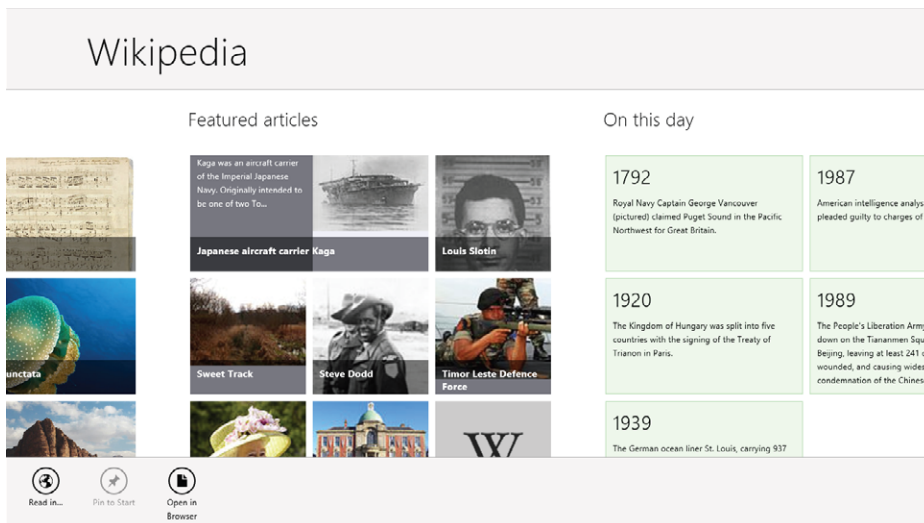 Wikipedia
Featured articles
Kaga was an aircraft carrier
of the Imperial Japanese
Navy. Originally intended to
be one of two To...
Japanese aircraft carrier Kaga
Louis Slotin
Sweet Track
Steve Dodd
Timor Leste Defence
Force
W
unctata
On this day
1792
Royal Navy Captain George Vancouver
(pictured) claimed Puget Sound in the Pacific
Northwest for Great Britain.
1987
American intelligence analys
pleaded guilty to charges of
1920
The Kingdom of Hungary was split into five
countries with the signing of the Treaty of
Trianon in Paris.
1989
The People's Liberation Arm
down on the Tiananmen Squ
Beijing, leaving at least 241
wounded, and causing wides
condemnation of the Chines
1939
The German ocean liner St. Louis, carrying 937
Read in...
Pin to Start
Open in
Browser